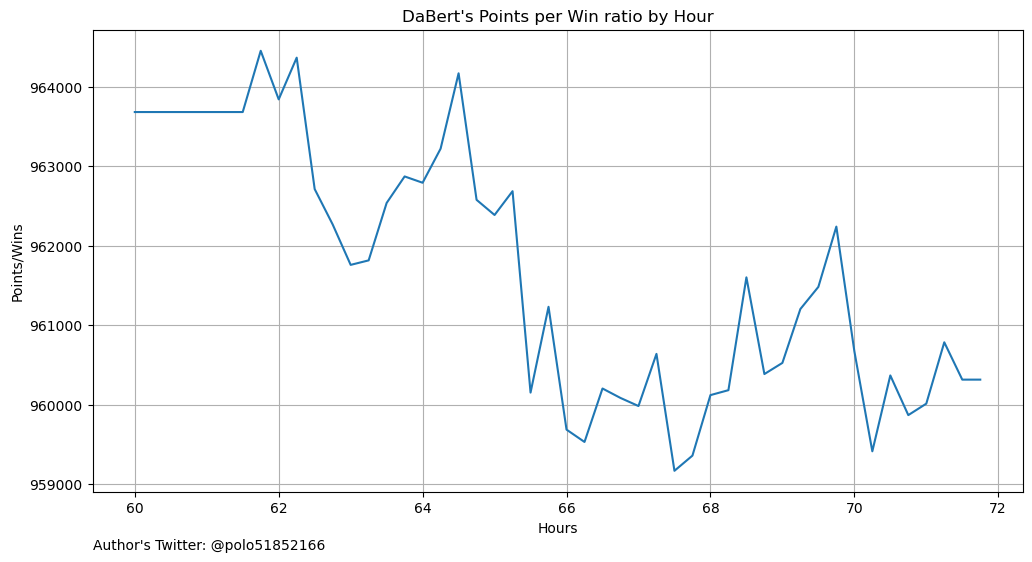 DaBert's Points per Win ratio by Hour
964000
963000
962000
961000
960000
959000
Points/Wins
60 62 64 66 68 70 72
Hours
Author's Twitter: @polo51852166